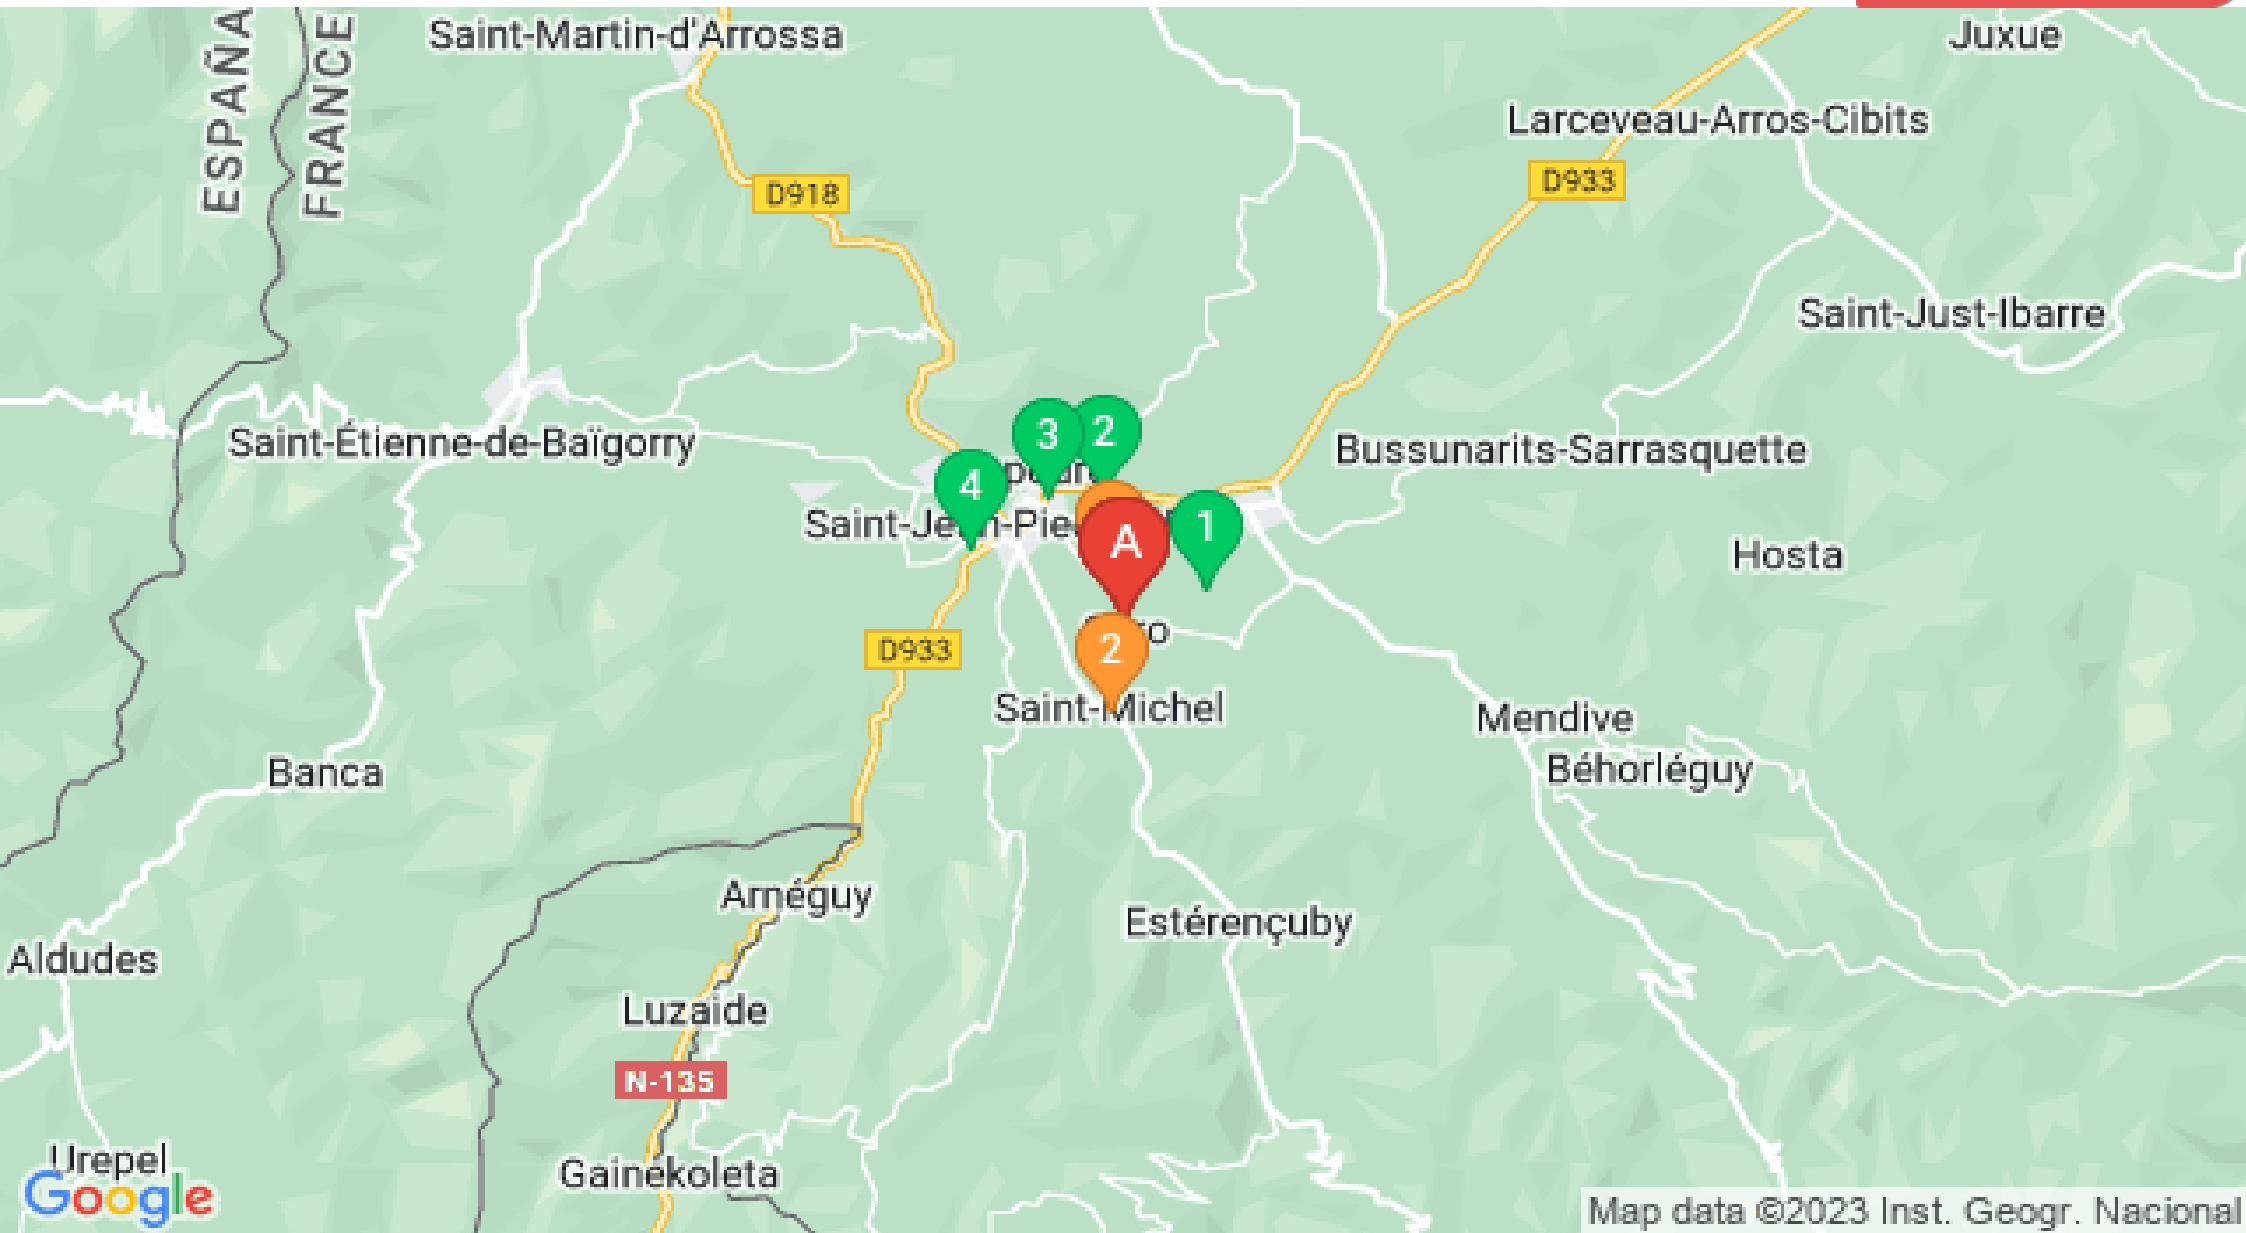 ESPAÑA
FRANCE
Saint-Martin-d'Arrossa
Juxue
Larceveau-Arros-Cibits
D918
D933
Saint-Just-Ibarre
Saint-Étienne-de-Baïgorry
3
2
Bussunarits-Sarrasquette
4
1
A
Hosta
D933
2
Saint-Michel
Mendive
Béhorléguy
Banca
Arnéguy
Estérençuby
Aldudes
Luzaide
N-135
Urepel
Gainekoleta
Google
Map data ©2023 Inst. Geogr. Nacional